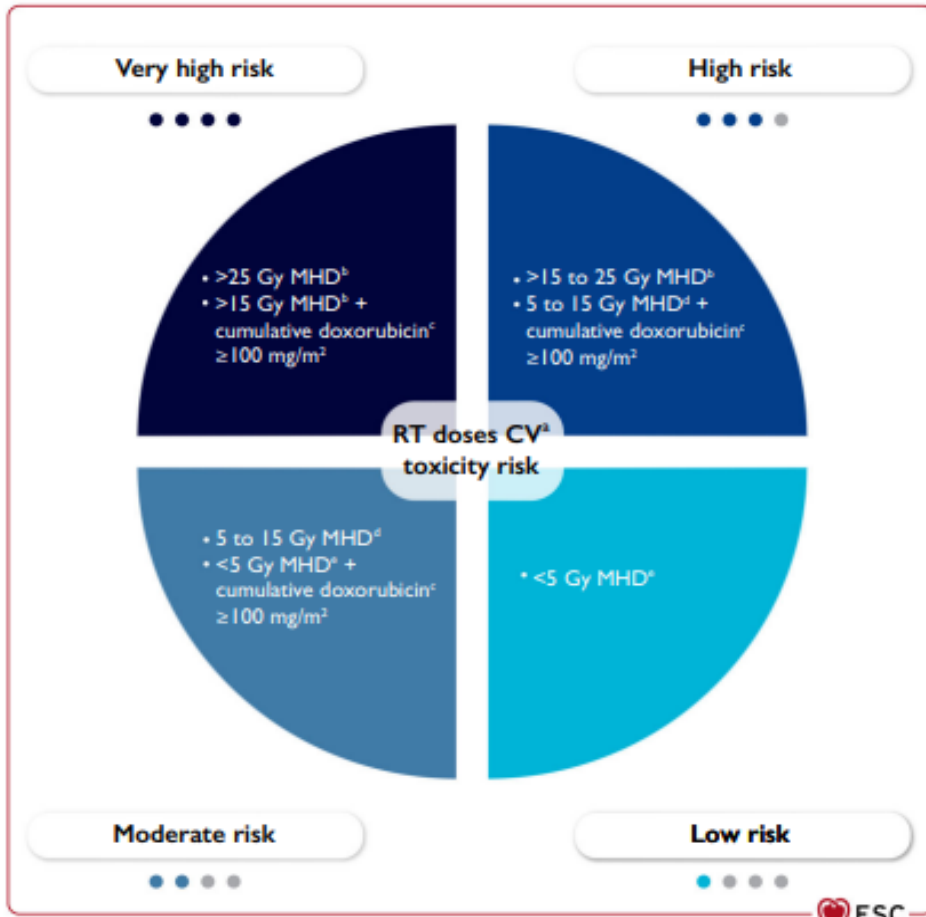 Very high risk
High risk
• >25 Gy MHDᵇ
• >15 Gy MHDᵇ +
cumulative doxorubicinᶜ
≥100 mg/m²
• >15 to 25 Gy MHDᵇ
• 5 to 15 Gy MHDᵈ +
cumulative doxorubicinᶜ
≥100 mg/m²
RT doses CVᵃ
toxicity risk
• 5 to 15 Gy MHDᵈ
• <5 Gy MHDᵉ +
cumulative doxorubicinᶜ
≥100 mg/m²
• <5 Gy MHDᵉ
Moderate risk
Low risk
ESC